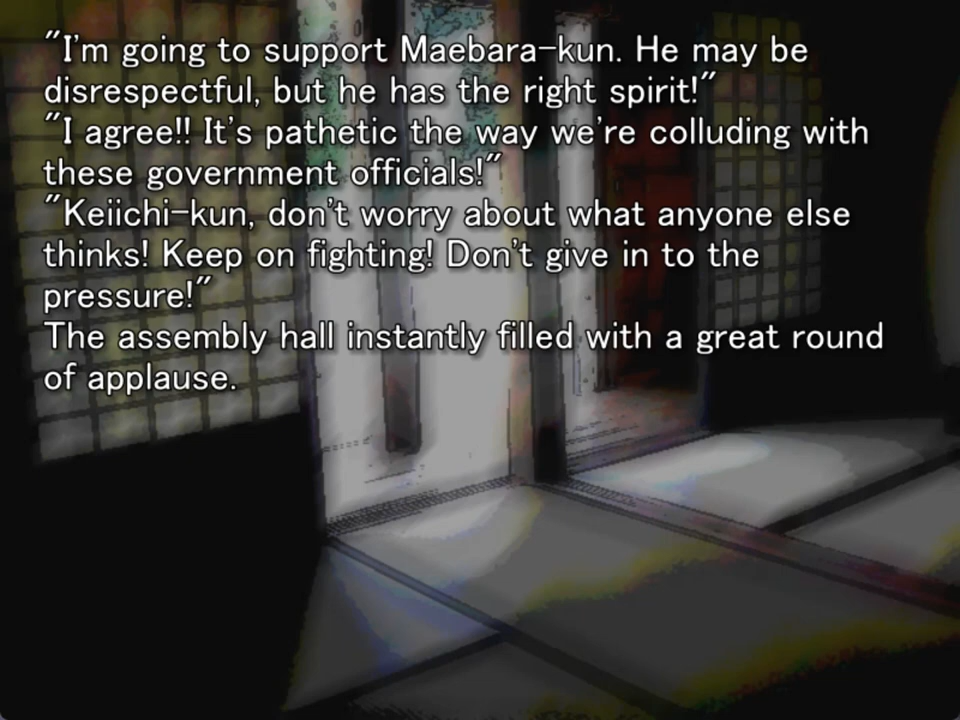 "I'm going to support Maebara-kun. He may be
disrespectful, but he has the right spirit!"
"I agree!! It's pathetic the way we're colluding with
these government officials!"
"Keiichi-kun, don't worry about what anyone else
thinks! Keep on fighting! Don't give in to the
pressure!"
The assembly hall instantly filled with a great round
of applause.